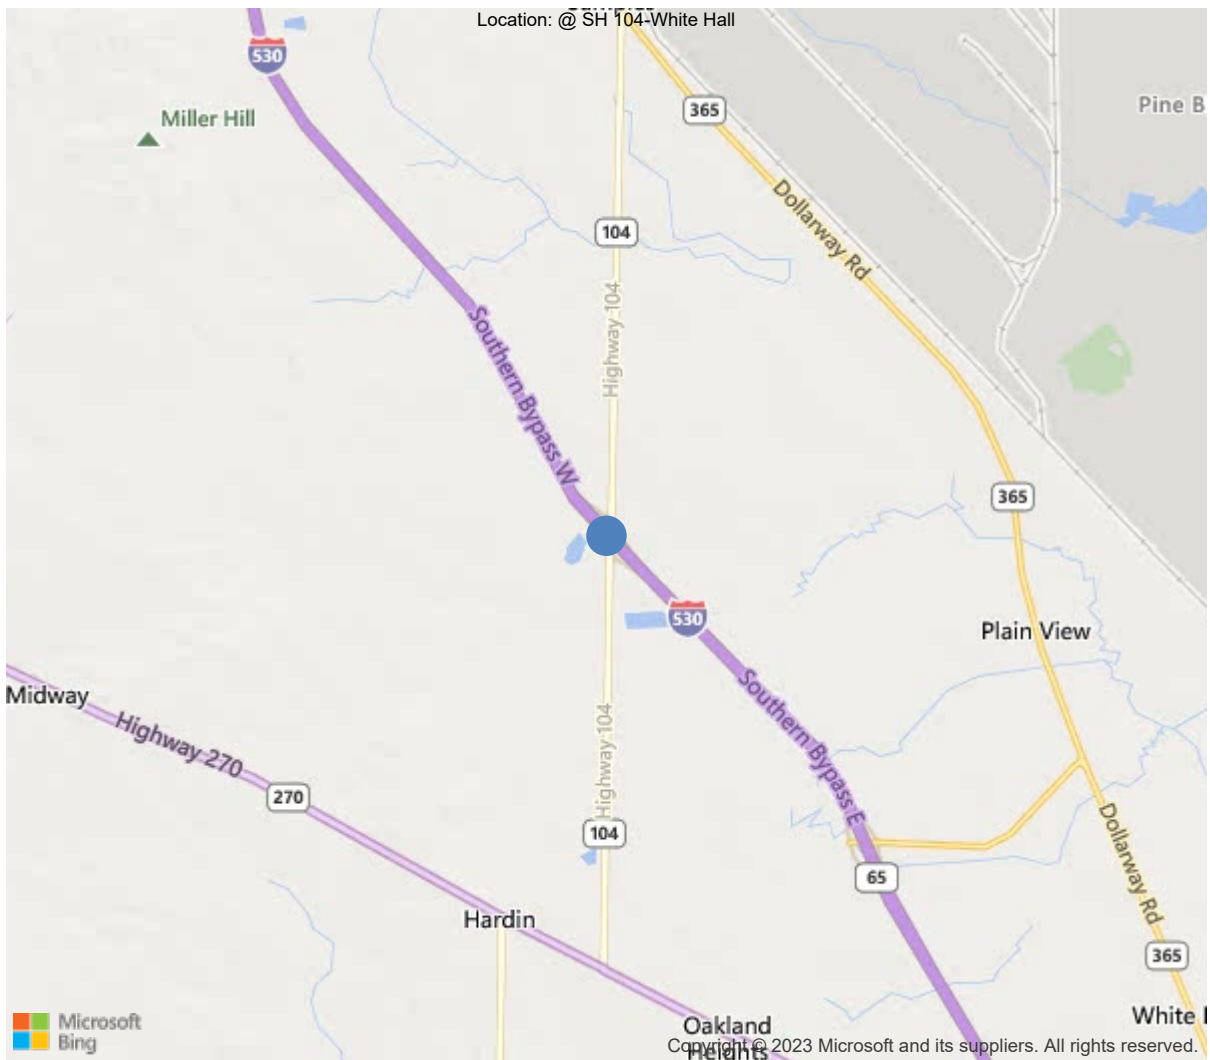 Location: @ SH 104-White Hall
530
Miller Hill
365
Pine B
Dollarway Rd
104
Highway 104
Southern Bypass W
365
530
Plain View
Midway
Highway 270
270
Highway 104
Southern Bypass E
104
65
Dollarway Rd
Hardin
365
White
Oakland
Heights
Microsoft
Bing
Copyright © 2023 Microsoft and its suppliers. All rights reserved.